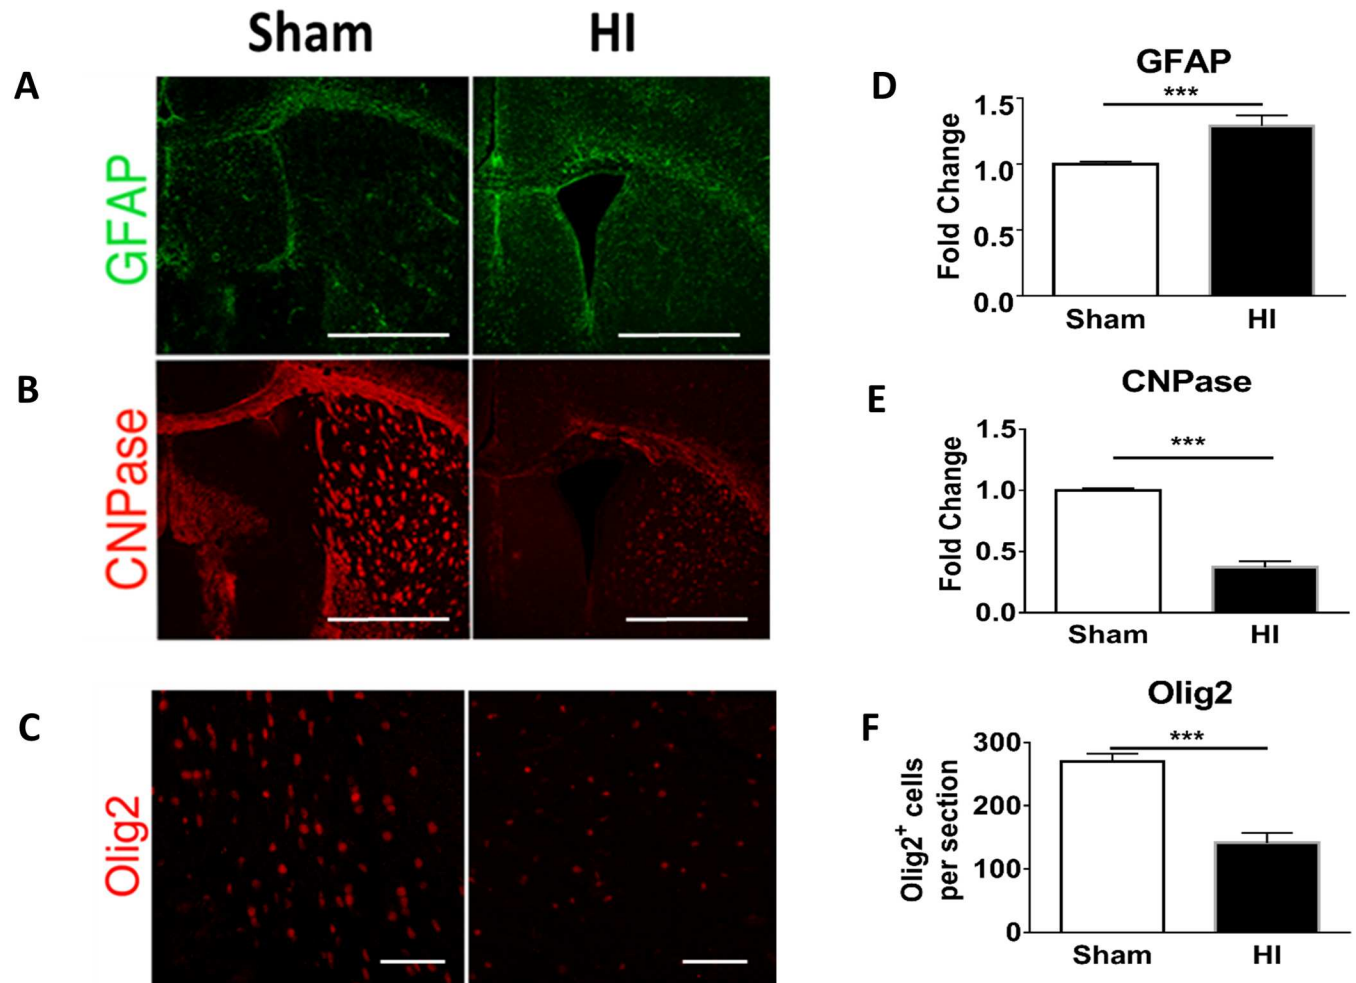 Sham HI
A
GFAP
B
CNPase
C
Olig2
D
GFAP
***
Fold Change
1.5
1.0
0.5
0.0
Sham HI
E
CNPase
***
Fold Change
1.5
1.0
0.5
0.0
Sham HI
F
Olig2
***
Olig2⁺ cells
per section
300
200
100
0
Sham HI